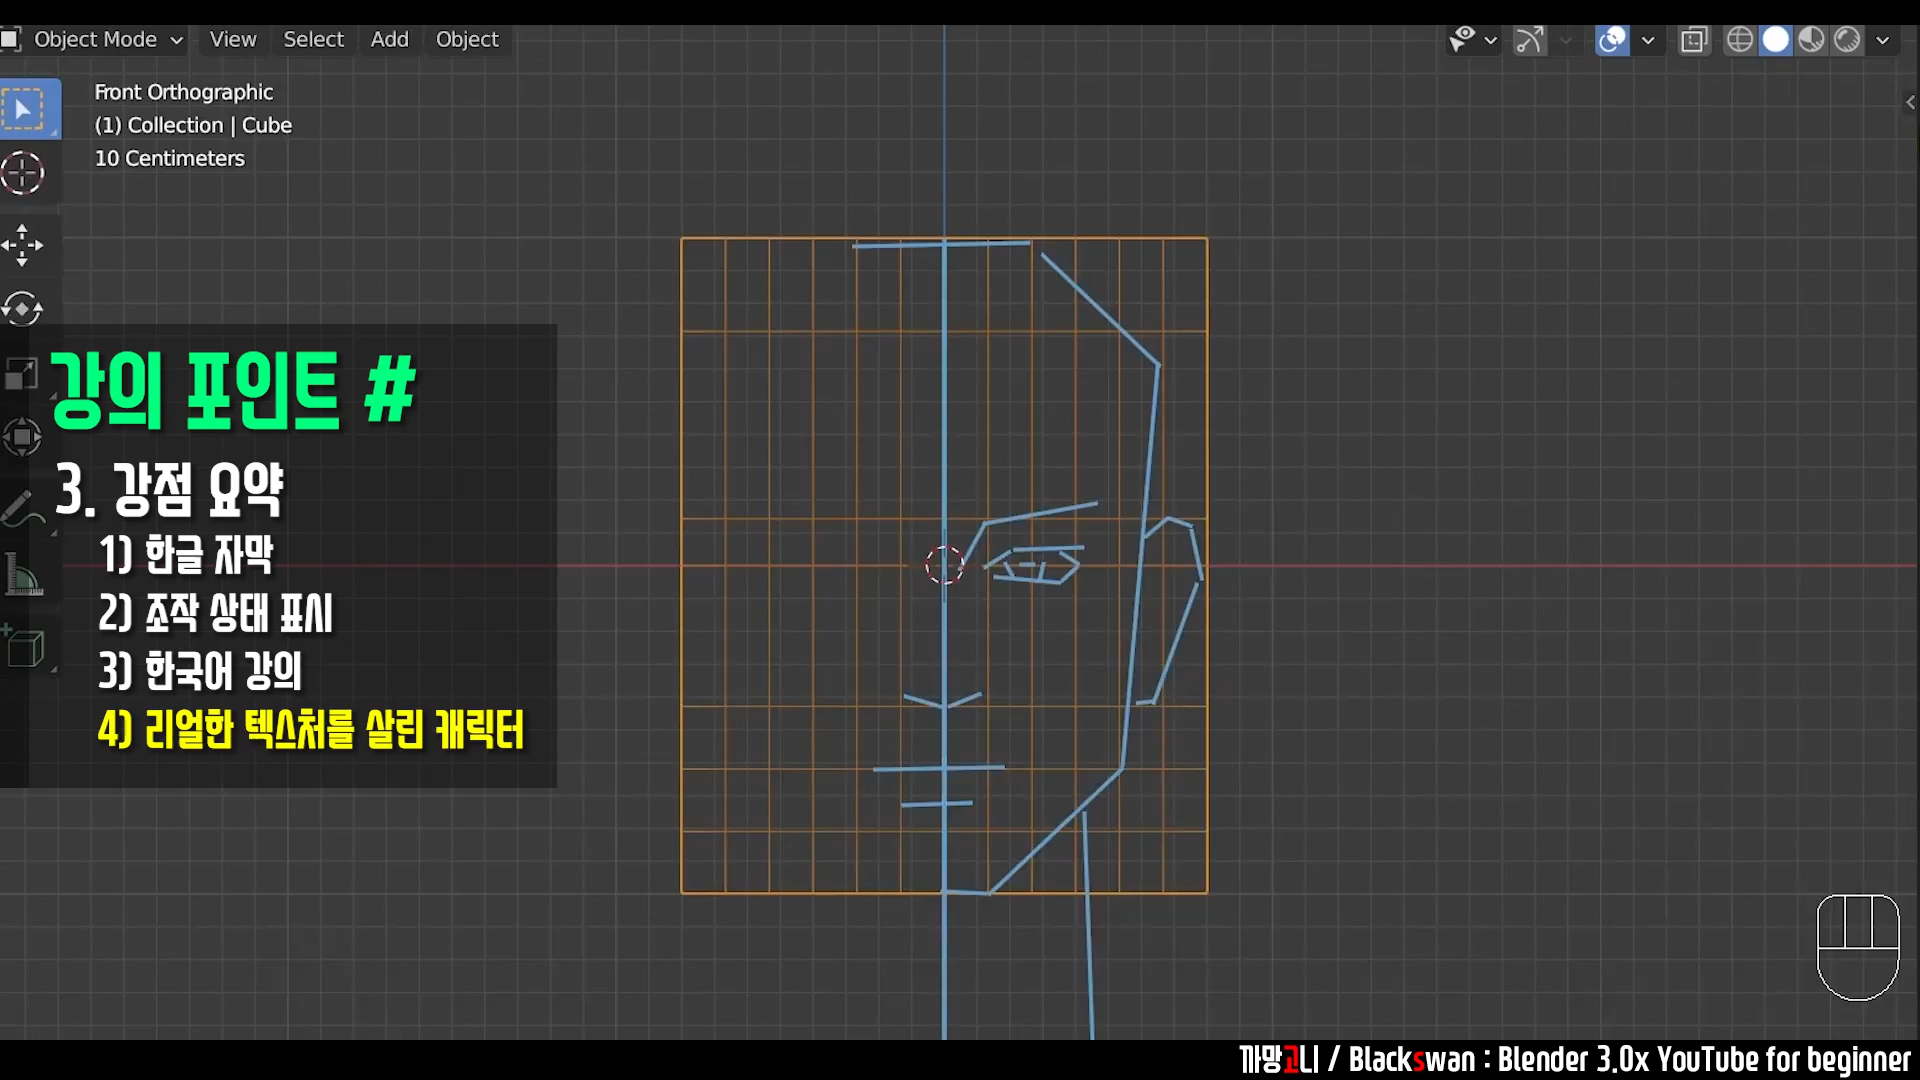 Object Mode View Select Add Object
Front Orthographic
(1) Collection | Cube
10 Centimeters
강의 포인트 #
3. 강점 요약
1) 한글 자막
2) 조작 상태 표시
3) 한국어 강의
4) 리얼한 텍스처를 살린 캐릭터
까망고니 / Blackswan : Blender 3.0x YouTube for beginner